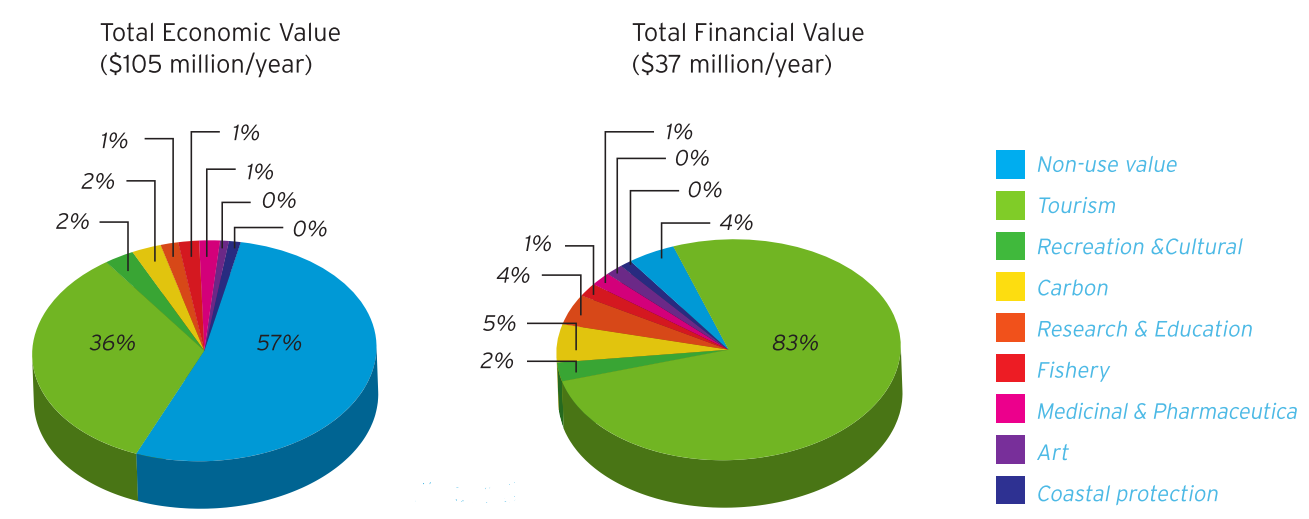 Total Economic Value
($105 million/year)
1%
1%
2%
1%
0%
2%
0%
36%
57%
Total Financial Value
($37 million/year)
1%
0%
0%
4%
1%
4%
5%
2%
83%
Non-use value
Tourism
Recreation &Cultural
Carbon
Research & Education
Fishery
Medicinal & Pharmaceutica
Art
Coastal protection